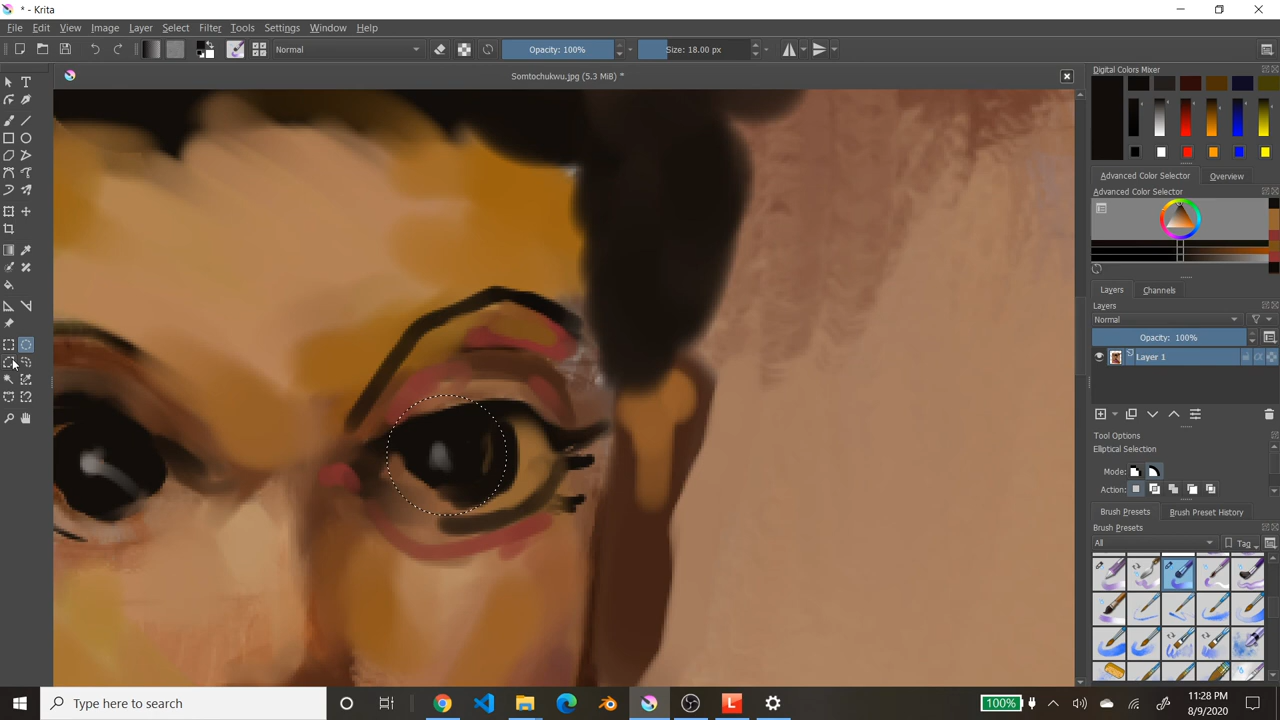 * - Krita
File Edit View Image Layer Select Filter Tools Settings Window Help
Normal Opacity: 100% Size: 18.00 px
Somtochukwu.jpg (5.3 MiB) *
Digital Colors Mixer
Advanced Color Selector Overview
Advanced Color Selector
Layers Channels
Layers
Normal
Opacity: 100%
Layer 1
Tool Options
Elliptical Selection
Mode:
Action:
Brush Presets Brush Preset History
Brush Presets
All Tag
Type here to search
100%
11:28 PM
8/9/2020